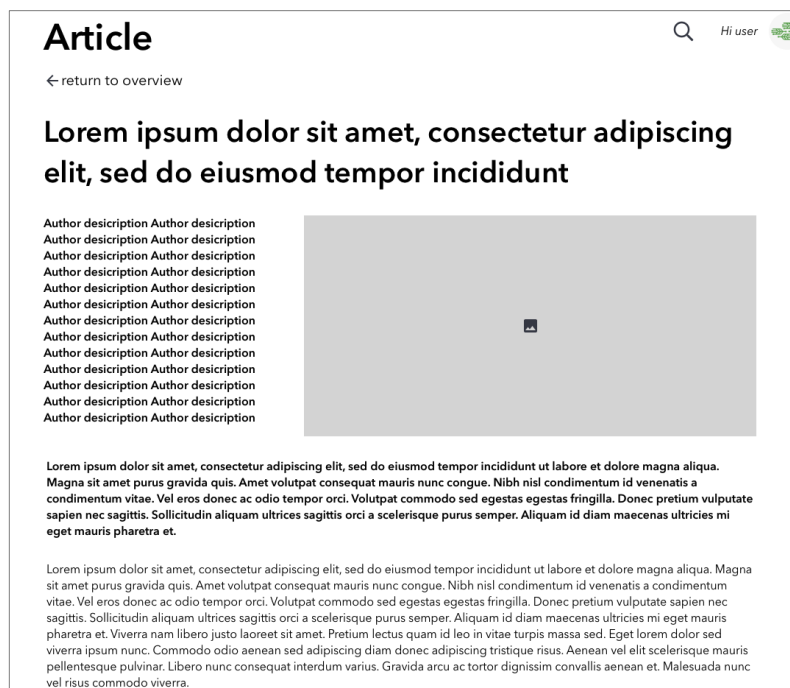 Article
Hi user
return to overview
Lorem ipsum dolor sit amet, consectetur adipiscing
elit, sed do eiusmod tempor incididunt
Author desicription Author desicription
Author desicription Author desicription
Author desicription Author desicription
Author desicription Author desicription
Author desicription Author desicription
Author desicription Author desicription
Author desicription Author desicription
Author desicription Author desicription
Author desicription Author desicription
Author desicription Author desicription
Author desicription Author desicription
Author desicription Author desicription
Author desicription Author desicription
Lorem ipsum dolor sit amet, consectetur adipiscing elit, sed do eiusmod tempor incididunt ut labore et dolore magna aliqua.
Magna sit amet purus gravida quis. Amet volutpat consequat mauris nunc congue. Nibh nisl condimentum id venenatis a
condimentum vitae. Vel eros donec ac odio tempor orci. Volutpat commodo sed egestas egestas fringilla. Donec pretium vulputate
sapien nec sagittis. Sollicitudin aliquam ultrices sagittis orci a scelerisque purus semper. Aliquam id diam maecenas ultricies mi
eget mauris pharetra et.
Lorem ipsum dolor sit amet, consectetur adipiscing elit, sed do eiusmod tempor incididunt ut labore et dolore magna aliqua. Magna
sit amet purus gravida quis. Amet volutpat consequat mauris nunc congue. Nibh nisl condimentum id venenatis a condimentum
vitae. Vel eros donec ac odio tempor orci. Volutpat commodo sed egestas egestas fringilla. Donec pretium vulputate sapien nec
sagittis. Sollicitudin aliquam ultrices sagittis orci a scelerisque purus semper. Aliquam id diam maecenas ultricies mi eget mauris
pharetra et. Viverra nam libero justo laoreet sit amet. Pretium lectus quam id leo in vitae turpis massa sed. Eget lorem dolor sed
viverra ipsum nunc. Commodo odio aenean sed adipiscing diam donec adipiscing tristique risus. Aenean vel elit scelerisque mauris
pellentesque pulvinar. Libero nunc consequat interdum varius. Gravida arcu ac tortor dignissim convallis aenean et. Malesuada nunc
vel risus commodo viverra.